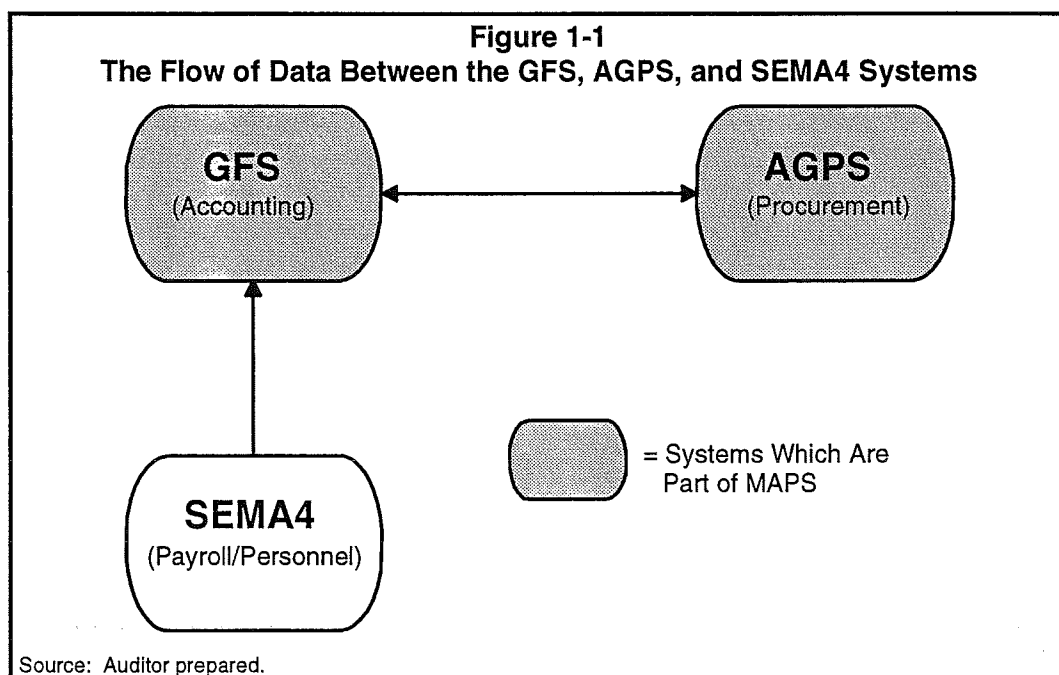 Figure 1-1
The Flow of Data Between the GFS, AGPS, and SEMA4 Systems
GFS
(Accounting)
AGPS
(Procurement)
SEMA4
(Payroll/Personnel)
= Systems Which Are
Part of MAPS
Source: Auditor prepared.